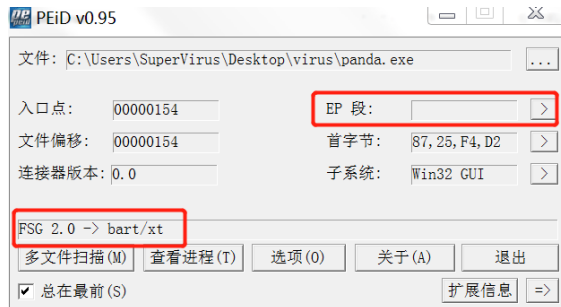 PEiD v0.95
文件: C:\Users\SuperVirus\Desktop\virus\panda.exe ...
入口点: 00000154 EP 段: >
文件偏移: 00000154 首字节: 87,25,F4,D2 >
连接器版本: 0.0 子系统: Win32 GUI >
FSG 2.0 -> bart/xt
多文件扫描(M) 查看进程(T) 选项(O) 关于(A) 退出
总在最前(S) 扩展信息 =>